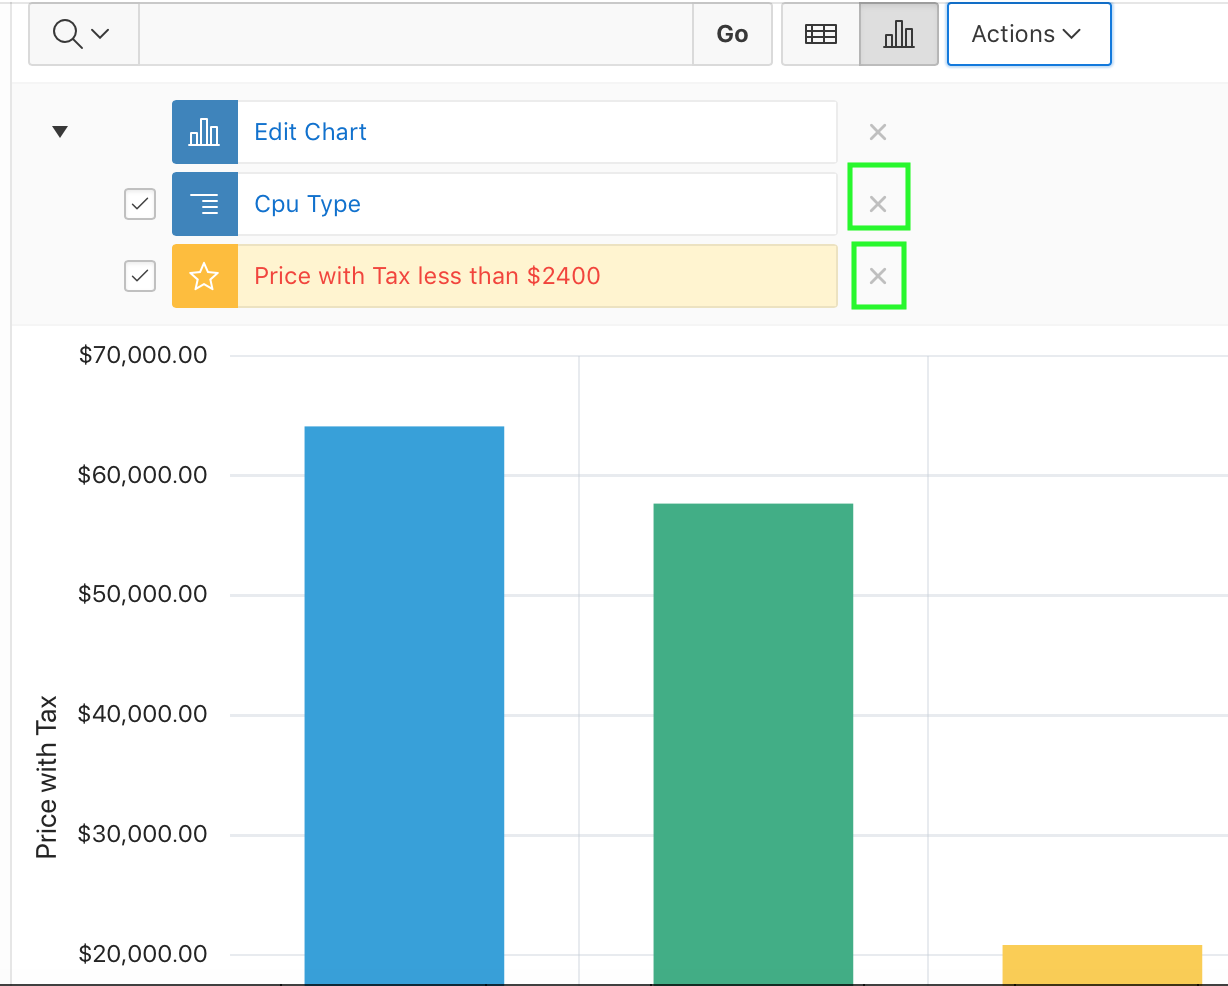 Go
Actions
Edit Chart
Cpu Type
Price with Tax less than $2400
$70,000.00
$60,000.00
$50,000.00
$40,000.00
$30,000.00
$20,000.00
Price with Tax